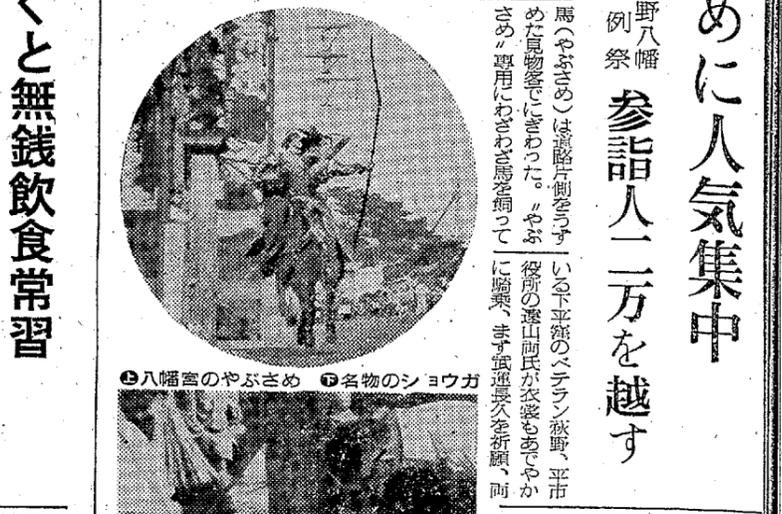 めに人気集中
野八幡
例祭
参詣人二万を越す
馬(やぶさめ)は道路片側をうず
めた見物客でにぎわった。〃やぶ
さめ〃専用にわざわざ馬を飼って
いる下平窪のベテラン萩野、平市
役所の遠山両氏が衣裳もあでやか
に騎乗、まず武運長久を祈願、両
上八幡宮のやぶさめ 下名物のショウガ
くと無銭飲食常習